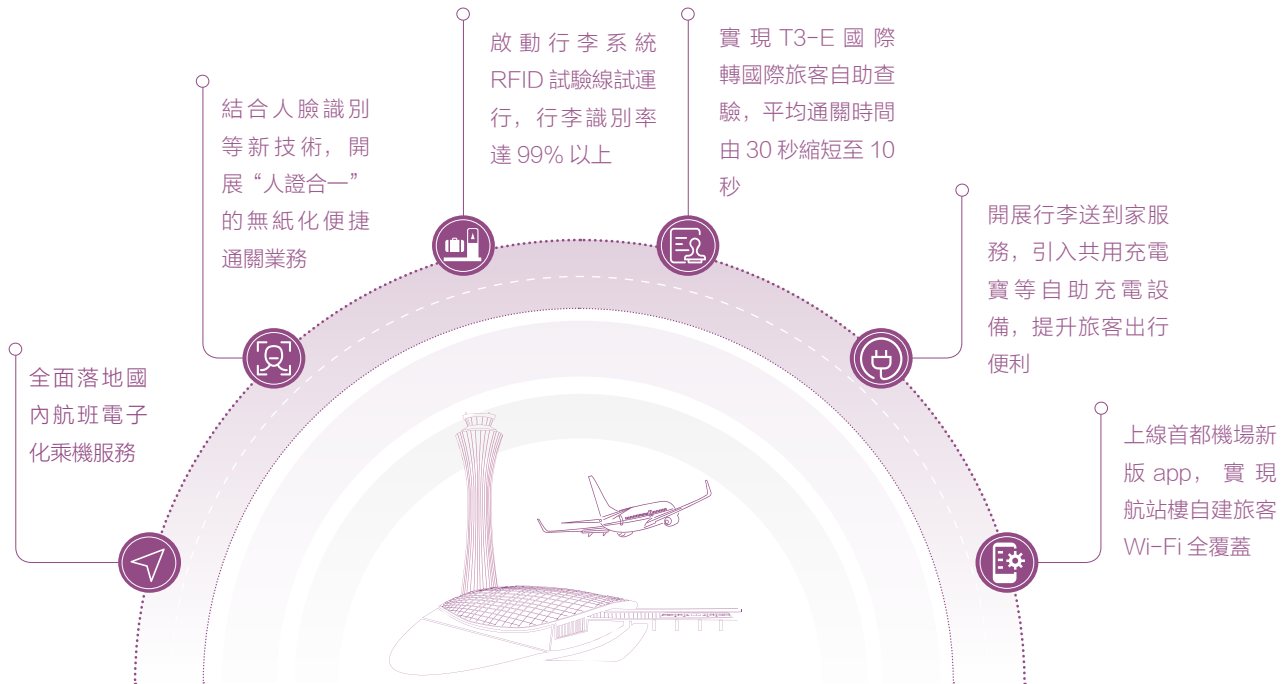 全面落地國
內航班電子
化乘機服務
結合人臉識別
等新技術，開
展“人證合一”
的無紙化便捷
通關業務
啟動行李系統
RFID 試驗線試運
行，行李識別率
達 99% 以上
實現 T3-E 國際
轉國際旅客自助查
驗，平均通關時間
由 30 秒縮短至 10
秒
開展行李送到家服
務，引入共用充電
寶等自助充電設
備，提升旅客出行
便利
上線首都機場新
版 app，實現
航站樓自建旅客
Wi-Fi 全覆蓋